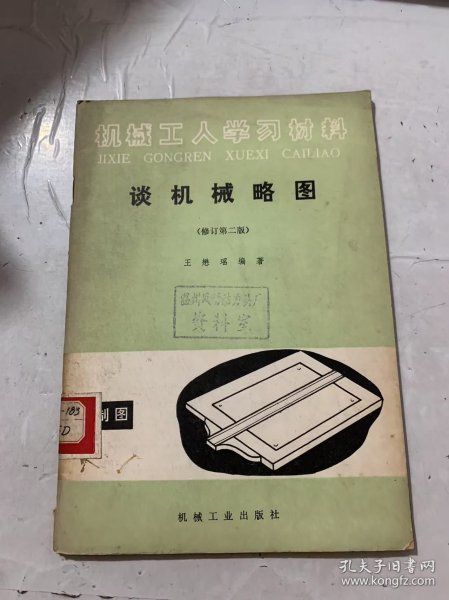 机械工人学习材料
JIXIE GONGREN XUEXI CAILIAO
谈机械略图
（修订第二版）
王懋瑶编著
资料室
-183
D.
制图
机械工业出版社
孔夫子旧书网
www.kongfz.com